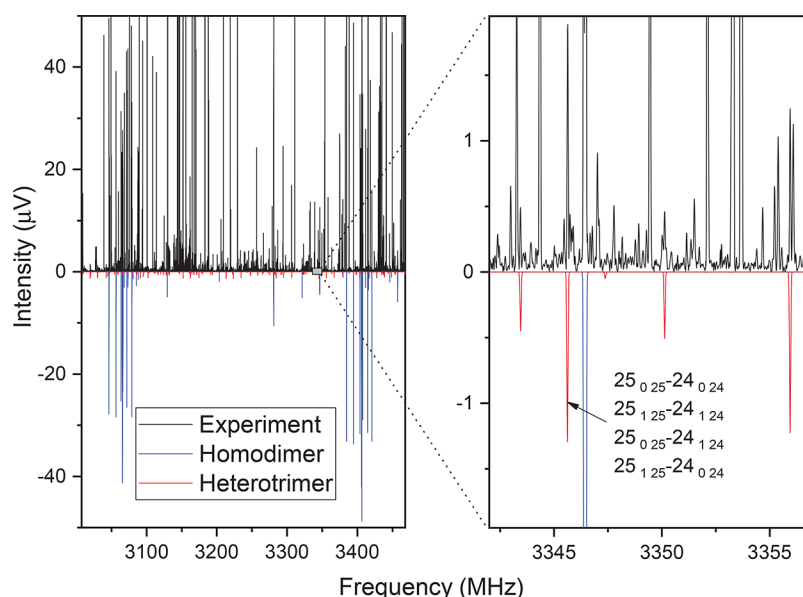 Intensity (μV)
40
20
0
-20
-40
3100
3200
3300
3400
Experiment
Homodimer
Heterotrimer
1
0
-1
3345
3350
3355
25 0 25-24 0 24
25 1 25-24 1 24
25 0 25-24 1 24
25 1 25-24 0 24
Frequency (MHz)